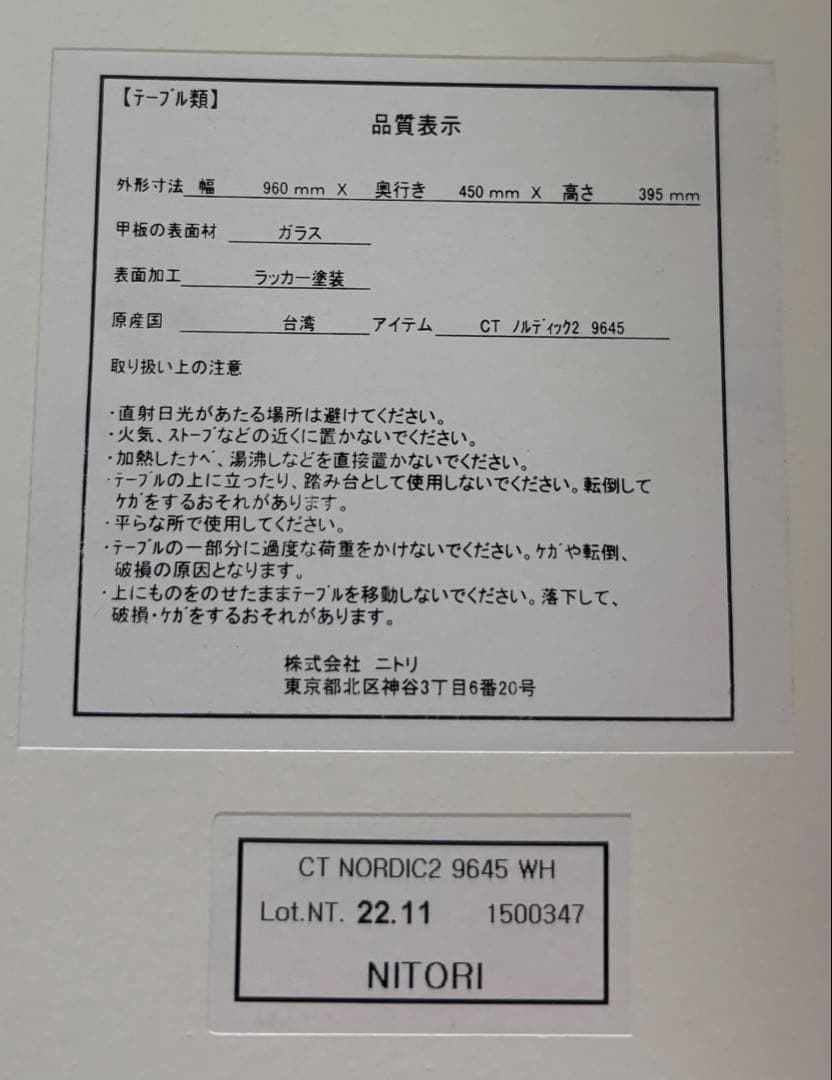 【ﾃｰﾌﾞﾙ類】
品質表示
外形寸法 幅 960 mm X 奥行き 450 mm X 高さ 395 mm
甲板の表面材 ガラス
表面加工 ラッカー塗装
原産国 台湾 アイテム CT ﾉﾙﾃﾞｨｯｸ2 9645
取り扱い上の注意
・直射日光があたる場所は避けてください。
・火気、ｽﾄｰﾌﾞなどの近くに置かないでください。
・加熱したﾅﾍﾞ、湯沸しなどを直接置かないでください。
・ﾃｰﾌﾞﾙの上に立ったり、踏み台として使用しないでください。転倒して
ｹｶﾞをするおそれがあります。
・平らな所で使用してください。
・ﾃｰﾌﾞﾙの一部分に過度な荷重をかけないでください。ｹｶﾞや転倒、
破損の原因となります。
・上にものをのせたままﾃｰﾌﾞﾙを移動しないでください。落下して、
破損・ｹｶﾞをするおそれがあります。
株式会社 ニトリ
東京都北区神谷3丁目6番20号
CT NORDIC2 9645 WH
Lot.NT. 22.11 1500347
NITORI